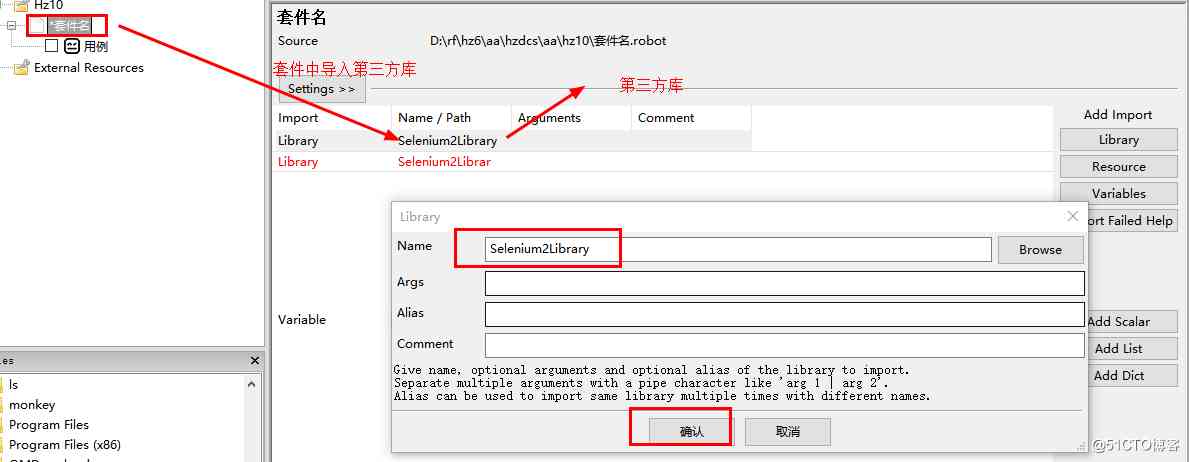 Hz10
*套件名
用例
External Resources
套件名
Source D:\rf\hz6\aa\hzdcs\aa\hz10\套件名.robot
套件中导入第三方库
第三方库
Settings >>
Import Name / Path Arguments Comment
Library Selenium2Library
Library Selenium2Librar
Add Import
Library
Resource
Variables
ort Failed Help
Library
Name Selenium2Library Browse
Args
Alias
Comment
Give name, optional arguments and optional alias of the library to import.
Separate multiple arguments with a pipe character like 'arg 1 | arg 2'.
Alias can be used to import same library multiple times with different names.
确认 取消
Variable
Add Scalar
Add List
Add Dict
es
ls
monkey
Program Files
Program Files (x86)
@51CTO博客